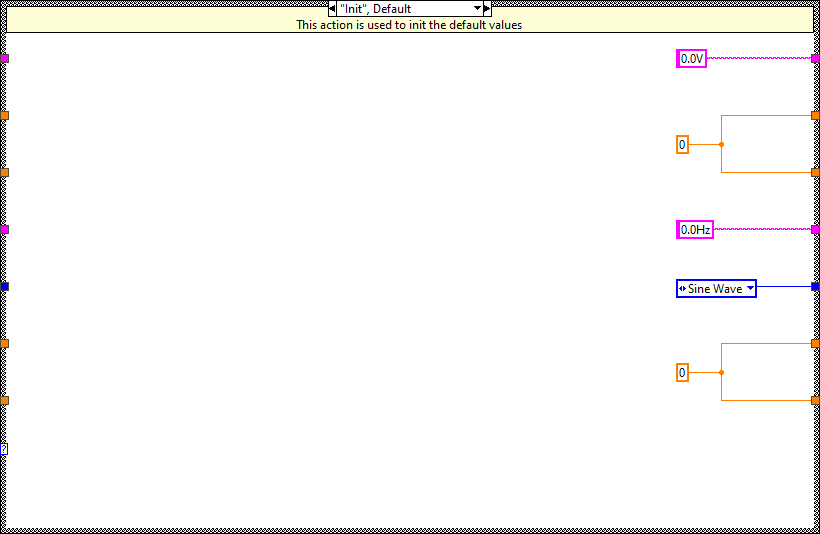 "Init", Default
This action is used to init the default values
0.0V
0
0.0Hz
Sine Wave
0
?